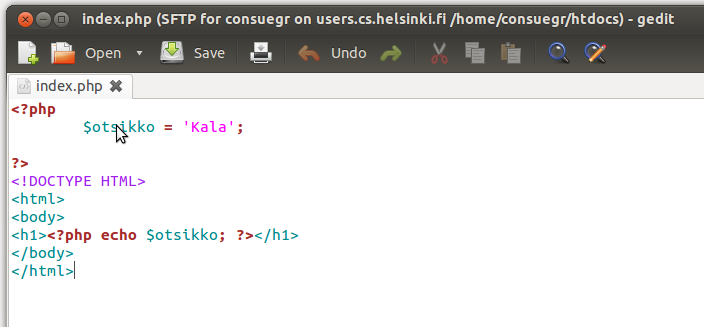 index.php (SFTP for consuegr on users.cs.helsinki.fi /home/consuegr/htdocs) - gedit
Open Save Undo
index.php
<?php
        $otsikko = 'Kala';

?>
<!DOCTYPE HTML>
<html>
<body>
<h1><?php echo $otsikko; ?></h1>
</body>
</html>